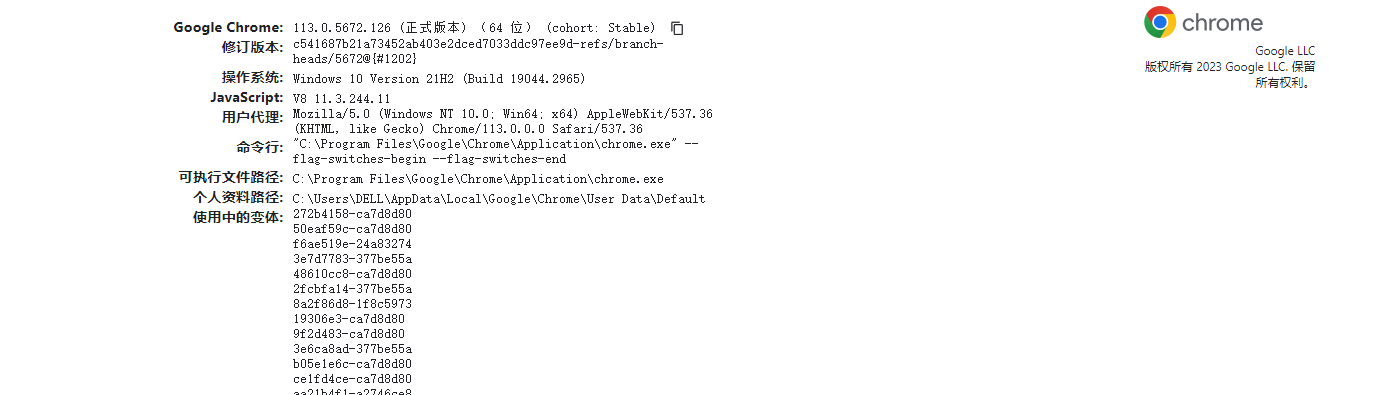 Google Chrome: 113.0.5672.126 (正式版本) (64 位) (cohort: Stable)
修订版本: c541687b21a73452ab403e2dced7033ddc97ee9d-refs/branch-
heads/5672@{#1202}
操作系统: Windows 10 Version 21H2 (Build 19044.2965)
JavaScript: V8 11.3.244.11
用户代理: Mozilla/5.0 (Windows NT 10.0; Win64; x64) AppleWebKit/537.36
(KHTML, like Gecko) Chrome/113.0.0.0 Safari/537.36
命令行: "C:\Program Files\Google\Chrome\Application\chrome.exe" --
flag-switches-begin --flag-switches-end
可执行文件路径: C:\Program Files\Google\Chrome\Application\chrome.exe
个人资料路径: C:\Users\DELL\AppData\Local\Google\Chrome\User Data\Default
使用中的变体: 272b4158-ca7d8d80
50eaf59c-ca7d8d80
f6ae519e-24a83274
3e7d7783-377be55a
48610cc8-ca7d8d80
2fcbfa14-377be55a
8a2f86d8-1f8c5973
19306e3-ca7d8d80
9f2d483-ca7d8d80
3e6ca8ad-377be55a
b05e1e6c-ca7d8d80
ce1fd4ce-ca7d8d80
aa21b4f1-a2746ce8
chrome
Google LLC
版权所有 2023 Google LLC. 保留
所有权利。